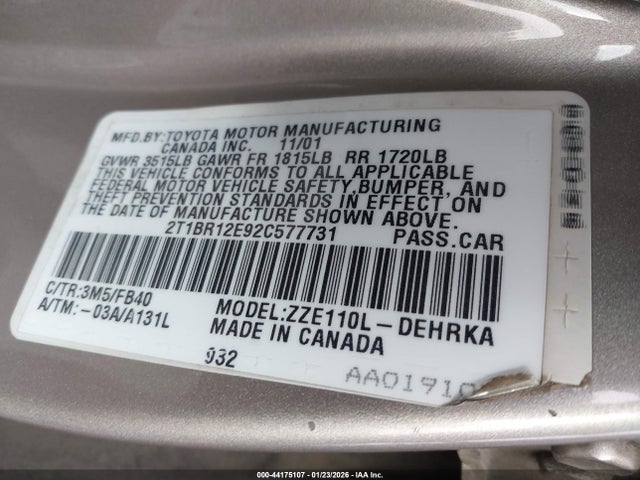 MFD.BY:TOYOTA MOTOR MANUFACTURING
CANADA INC. 11/01
GVWR 3515LB GAWR FR 1815LB RR 1720LB
THIS VEHICLE CONFORMS TO ALL APPLICABLE
FEDERAL MOTOR VEHICLE SAFETY,BUMPER, AND
THEFT PREVENTION STANDARDS IN EFFECT ON
THE DATE OF MANUFACTURE SHOWN ABOVE.
2T1BR12E92C577731 PASS.CAR
C/TR:3M5/FB40 MODEL:ZZE110L-DEHRKA
A/TM:-03A/A131L MADE IN CANADA
032
AA01910
000-44175107 - 01/23/2026 - IAA Inc.